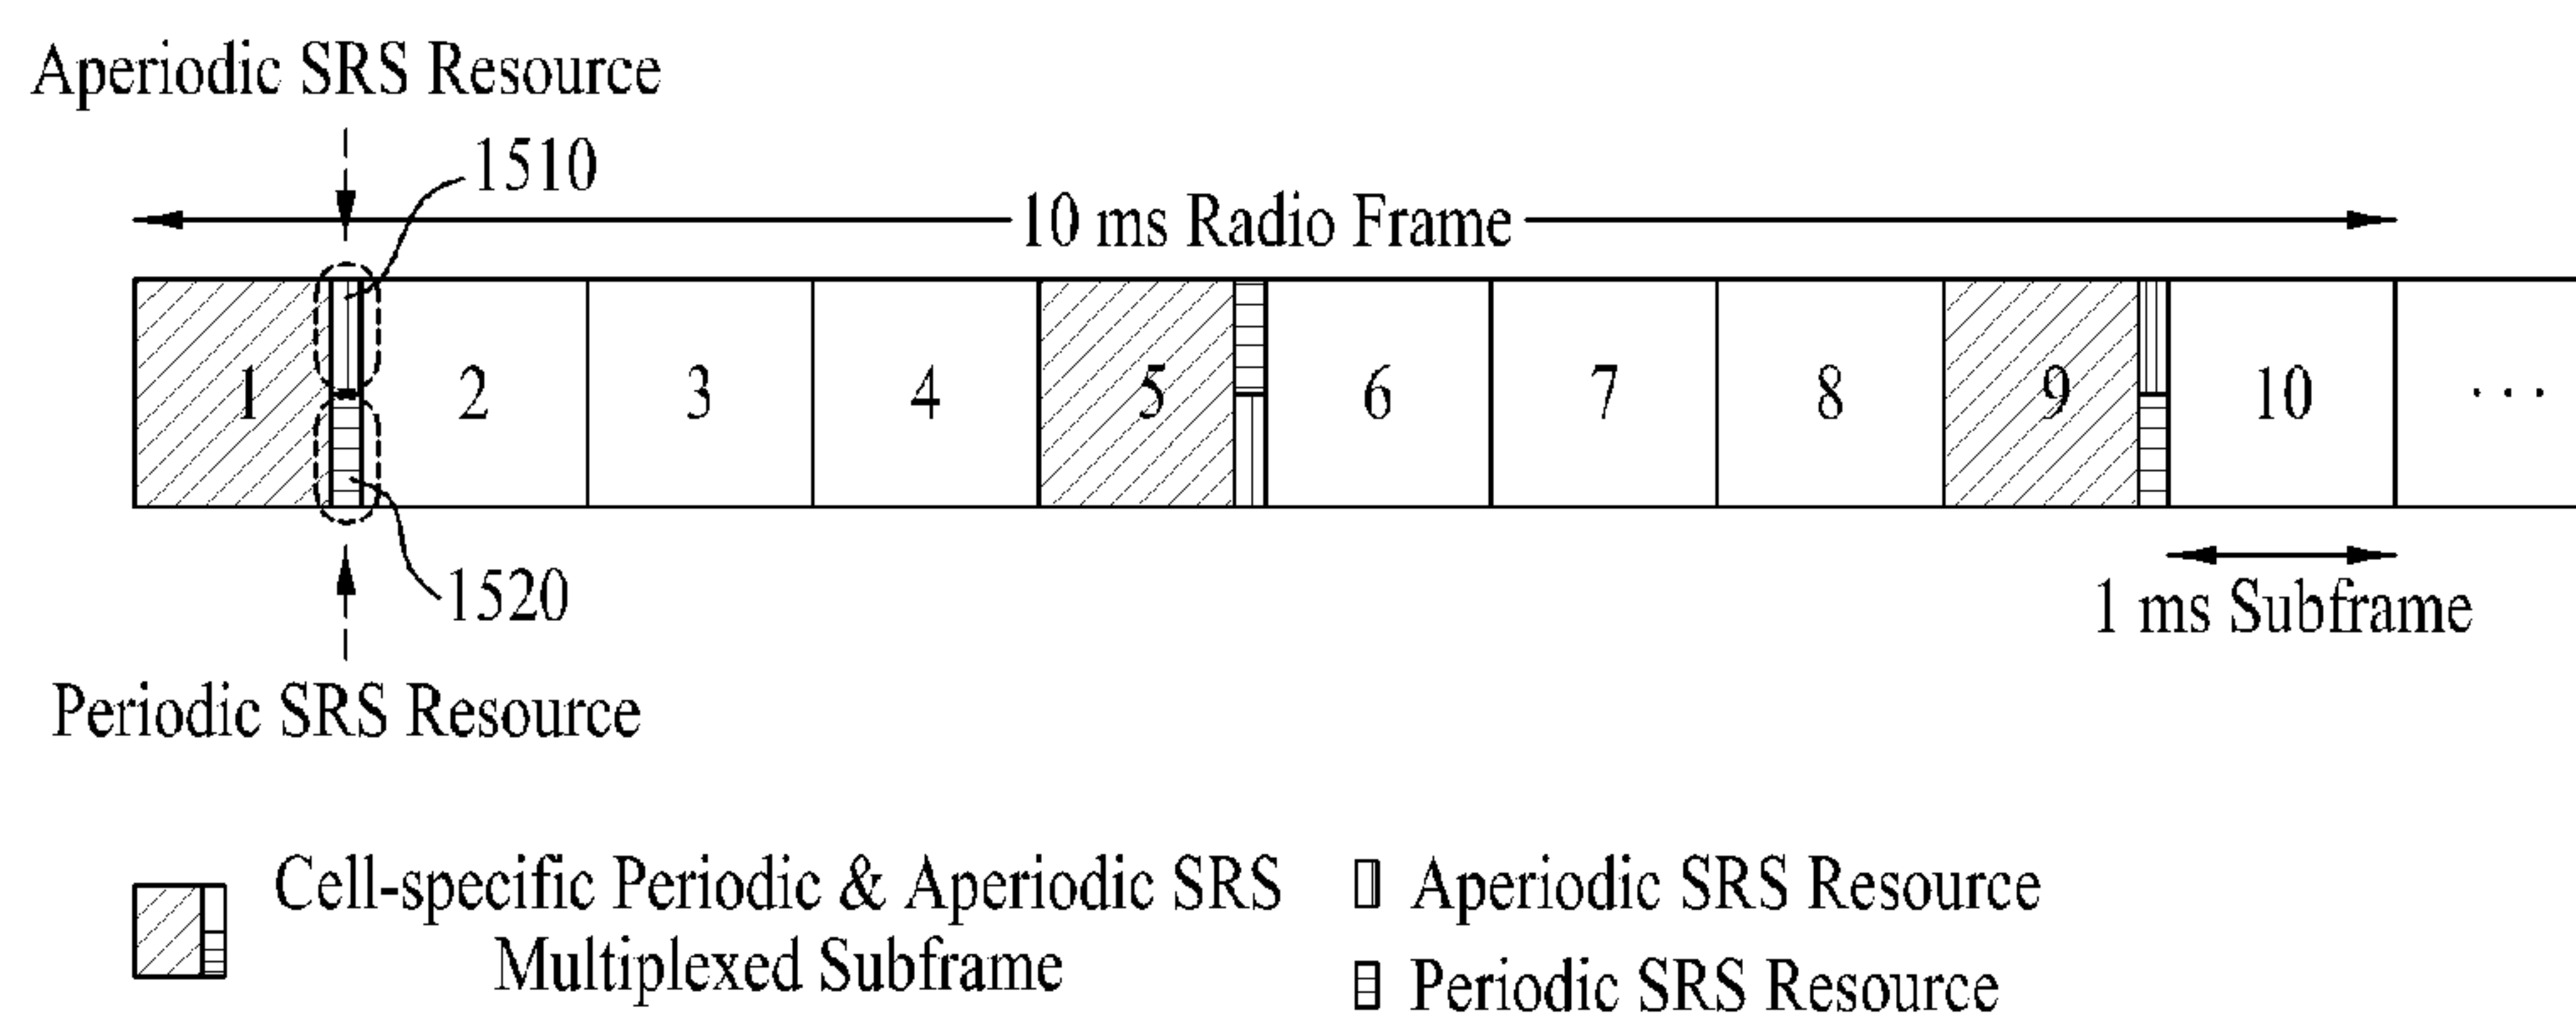 Aperiodic SRS Resource
1510
10 ms Radio Frame
1 2 3 4 5 6 7 8 9 10 ...
1520
1 ms Subframe
Periodic SRS Resource
Cell-specific Periodic & Aperiodic SRS
Multiplexed Subframe
Aperiodic SRS Resource
Periodic SRS Resource